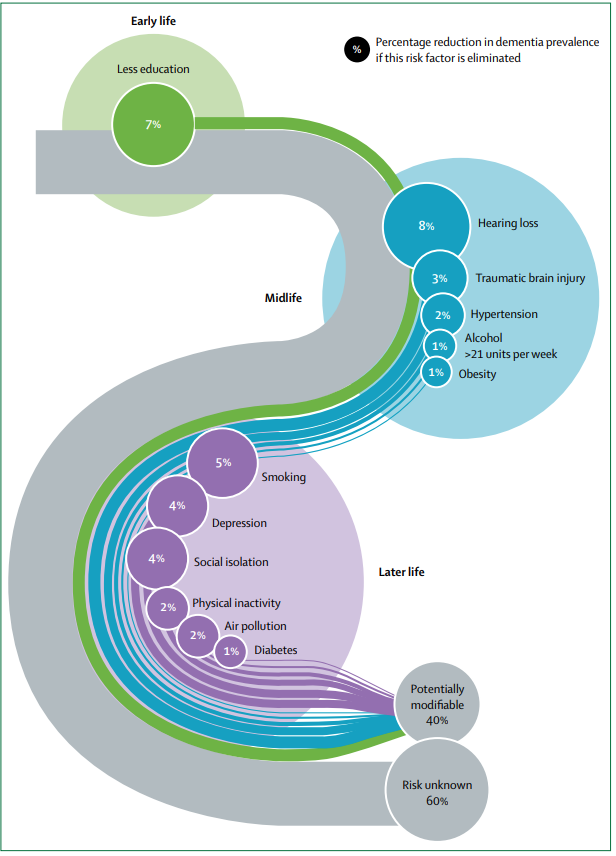 Early life
% Percentage reduction in dementia prevalence
if this risk factor is eliminated
Less education
7%
8% Hearing loss
3% Traumatic brain injury
Midlife
2% Hypertension
1% Alcohol
>21 units per week
1% Obesity
5% Smoking
4% Depression
4% Social isolation
Later life
2% Physical inactivity
2% Air pollution
1% Diabetes
Potentially
modifiable
40%
Risk unknown
60%